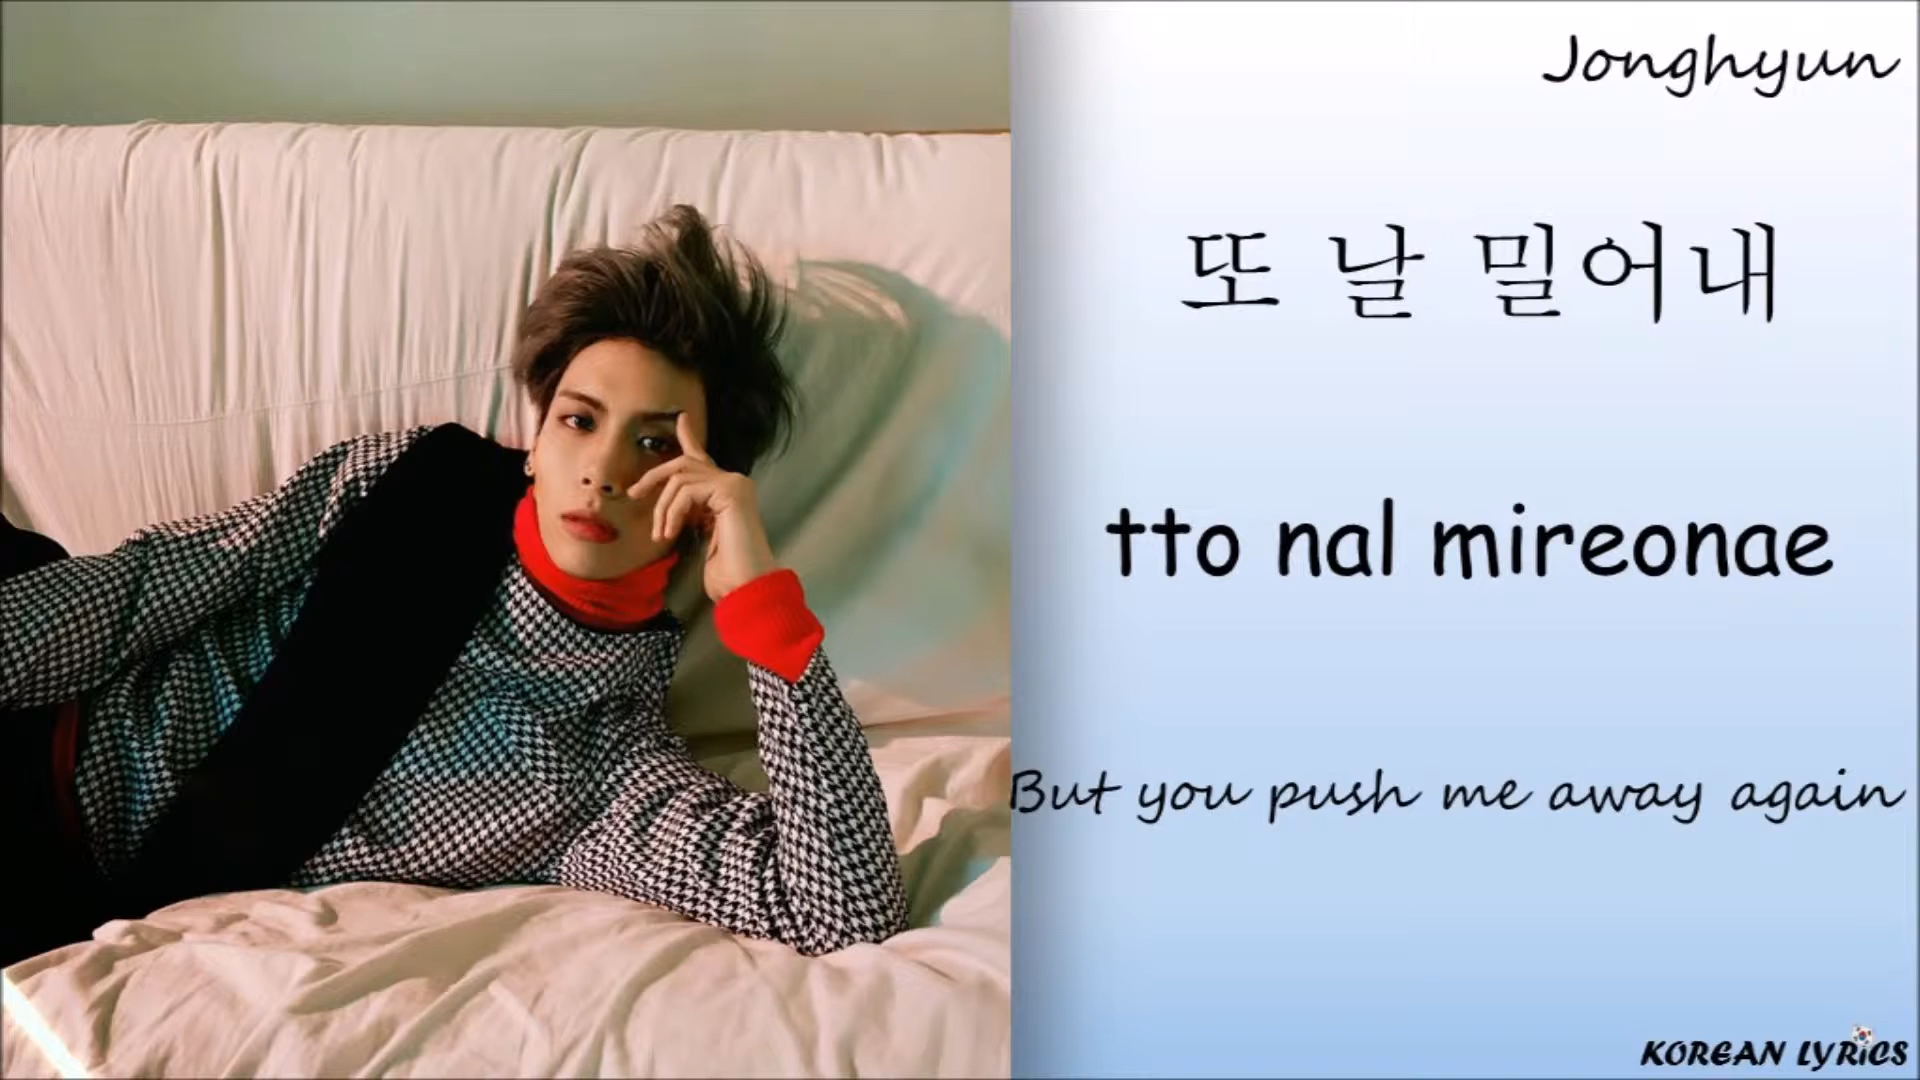 Jonghyun
또 날 밀어내
tto nal mireonae
But you push me away again
KOREAN LYRICS